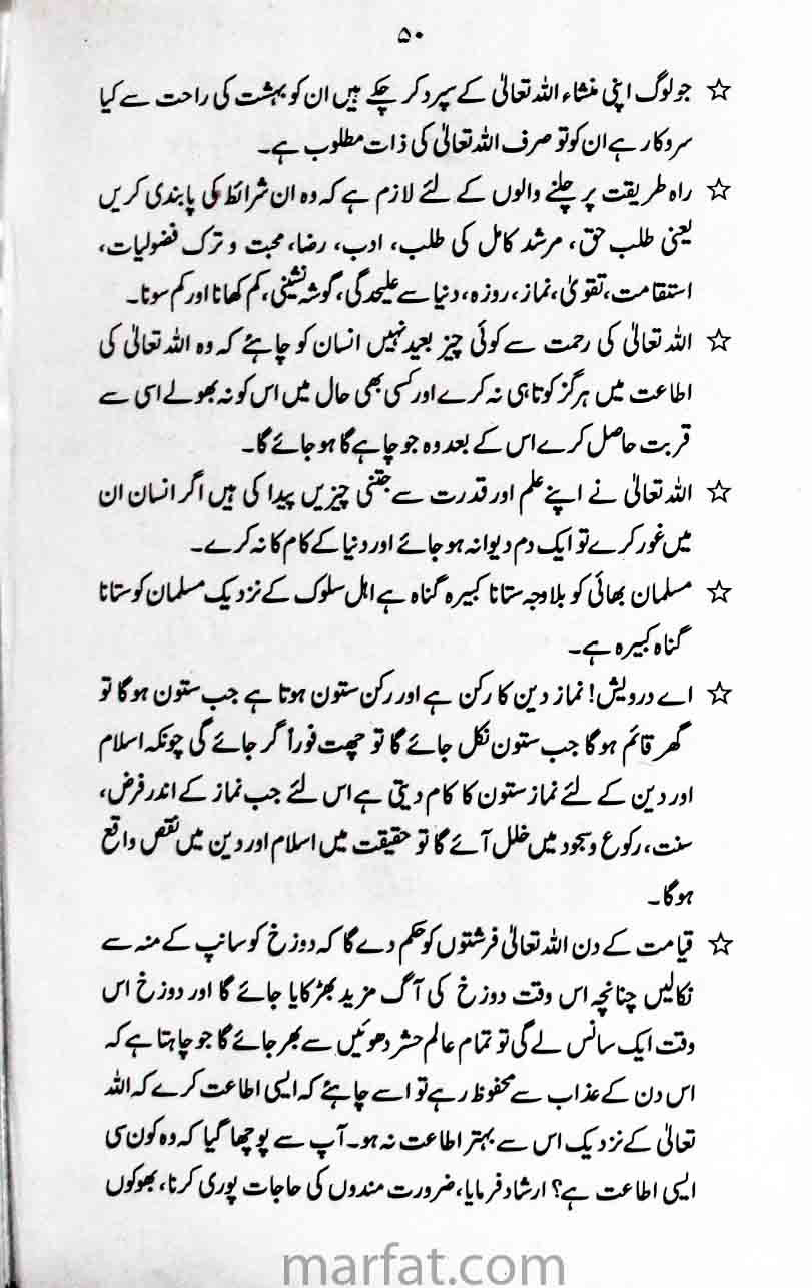 ۵۰
☆ جو لوگ اپنی منشاء اللہ تعالیٰ کے سپرد کر چکے ہیں ان کو بہشت کی راحت سے کیا
سروکار ہے ان کو تو صرف اللہ تعالیٰ کی ذات مطلوب ہے۔
☆ راہ طریقت پر چلنے والوں کے لئے لازم ہے کہ وہ ان شرائط کی پابندی کریں
یعنی طلب حق، مرشد کامل کی طلب، ادب، رضا، محبت و ترک فضولیات،
استقامت، تقویٰ، نماز، روزہ، دنیا سے علیحدگی، گوشہ نشینی، کم کھانا اور کم سونا۔
☆ اللہ تعالیٰ کی رحمت سے کوئی چیز بعید نہیں انسان کو چاہئے کہ وہ اللہ تعالیٰ کی
اطاعت میں ہرگز کوتاہی نہ کرے اور کسی بھی حال میں اس کو نہ بھولے اسی سے
قربت حاصل کرے اس کے بعد وہ جو چاہے گا ہو جائے گا۔
☆ اللہ تعالیٰ نے اپنے علم اور قدرت سے جتنی چیزیں پیدا کی ہیں اگر انسان ان
میں غور کرے تو ایک دم دیوانہ ہو جائے اور دنیا کے کام کا نہ کرے۔
☆ مسلمان بھائی کو بلا وجہ ستانا کبیرہ گناہ ہے اہل سلوک کے نزدیک مسلمان کو ستانا
گناہ کبیرہ ہے۔
☆ اے درویش! نماز دین کا رکن ہے اور رکن ستون ہوتا ہے جب ستون ہو گا تو
گھر قائم ہو گا جب ستون نکل جائے گا تو چھت فوراً گر جائے گی چونکہ اسلام
اور دین کے لئے نماز ستون کا کام دیتی ہے اس لئے جب نماز کے اندر فرض،
سنت، رکوع و سجود میں خلل آئے گا تو حقیقت میں اسلام اور دین میں نقص واقع
ہو گا۔
☆ قیامت کے دن اللہ تعالیٰ فرشتوں کو حکم دے گا کہ دوزخ کو سانپ کے منہ سے
نکالیں چنانچہ اس وقت دوزخ کی آگ مزید بھڑکایا جائے گا اور دوزخ اس
وقت ایک سانس لے گی تو تمام عالم حشر دھوئیں سے بھر جائے گا جو چاہتا ہے کہ
اس دن کے عذاب سے محفوظ رہے تو اسے چاہئے کہ ایسی اطاعت کرے کہ اللہ
تعالیٰ کے نزدیک اس سے بہتر اطاعت نہ ہو۔ آپ سے پوچھا گیا کہ وہ کون سی
ایسی اطاعت ہے؟ ارشاد فرمایا، ضرورت مندوں کی حاجات پوری کرنا، بھوکوں
marfat.com